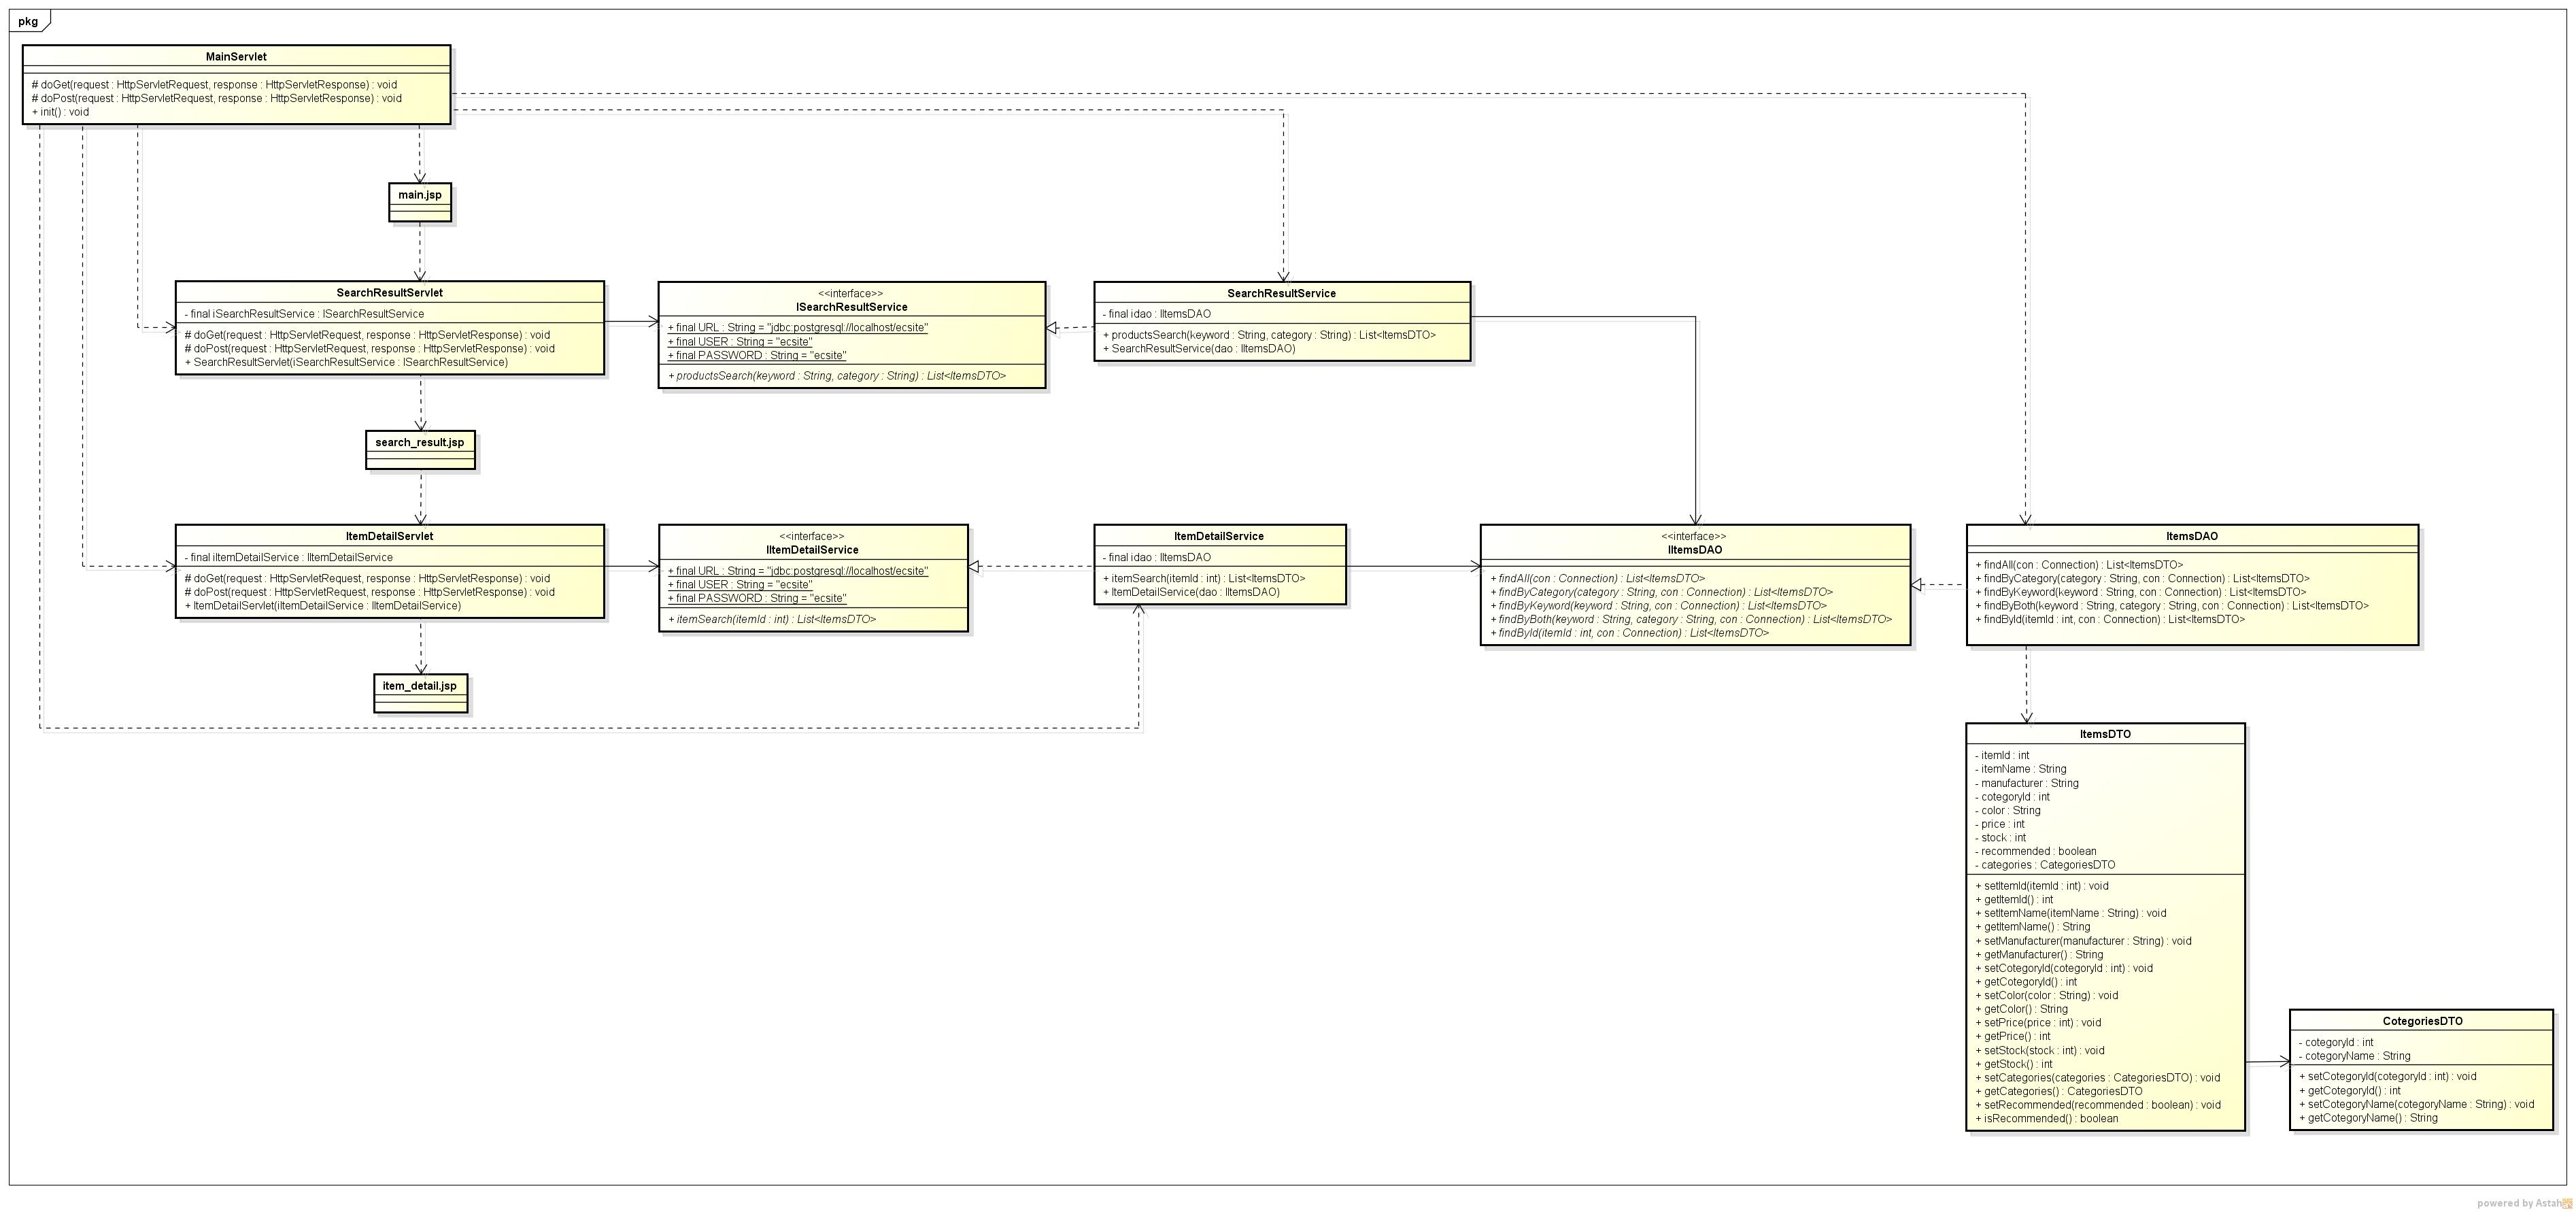 pkg
MainServlet
# doGet(request : HttpServletRequest, response : HttpServletResponse) : void
# doPost(request : HttpServletRequest, response : HttpServletResponse) : void
+ init() : void
main.jsp
SearchResultServlet
- final iSearchResultService : ISearchResultService
# doGet(request : HttpServletRequest, response : HttpServletResponse) : void
# doPost(request : HttpServletRequest, response : HttpServletResponse) : void
+ SearchResultServlet(iSearchResultService : ISearchResultService)
<<interface>>
ISearchResultService
+ final URL : String = "jdbc:postgresql://localhost/ecsite"
+ final USER : String = "ecsite"
+ final PASSWORD : String = "ecsite"
+ productsSearch(keyword : String, category : String) : List<ItemsDTO>
SearchResultService
- final idao : IItemsDAO
+ productsSearch(keyword : String, category : String) : List<ItemsDTO>
+ SearchResultService(dao : IItemsDAO)
search_result.jsp
ItemDetailServlet
- final iItemDetailService : IItemDetailService
# doGet(request : HttpServletRequest, response : HttpServletResponse) : void
# doPost(request : HttpServletRequest, response : HttpServletResponse) : void
+ ItemDetailServlet(iItemDetailService : IItemDetailService)
<<interface>>
IItemDetailService
+ final URL : String = "jdbc:postgresql://localhost/ecsite"
+ final USER : String = "ecsite"
+ final PASSWORD : String = "ecsite"
+ itemSearch(itemId : int) : List<ItemsDTO>
ItemDetailService
- final idao : IItemsDAO
+ itemSearch(itemId : int) : List<ItemsDTO>
+ ItemDetailService(dao : IItemsDAO)
<<interface>>
IItemsDAO
+ findAll(con : Connection) : List<ItemsDTO>
+ findByCategory(category : String, con : Connection) : List<ItemsDTO>
+ findByKeyword(keyword : String, con : Connection) : List<ItemsDTO>
+ findByBoth(keyword : String, category : String, con : Connection) : List<ItemsDTO>
+ findById(itemId : int, con : Connection) : List<ItemsDTO>
ItemsDAO
+ findAll(con : Connection) : List<ItemsDTO>
+ findByCategory(category : String, con : Connection) : List<ItemsDTO>
+ findByKeyword(keyword : String, con : Connection) : List<ItemsDTO>
+ findByBoth(keyword : String, category : String, con : Connection) : List<ItemsDTO>
+ findById(itemId : int, con : Connection) : List<ItemsDTO>
item_detail.jsp
ItemsDTO
- itemId : int
- itemName : String
- manufacturer : String
- cotegoryId : int
- color : String
- price : int
- stock : int
- recommended : boolean
- categories : CategoriesDTO
+ setItemId(itemId : int) : void
+ getItemId() : int
+ setItemName(itemName : String) : void
+ getItemName() : String
+ setManufacturer(manufacturer : String) : void
+ getManufacturer() : String
+ setCotegoryId(cotegoryId : int) : void
+ getCotegoryId() : int
+ setColor(color : String) : void
+ getColor() : String
+ setPrice(price : int) : void
+ getPrice() : int
+ setStock(stock : int) : void
+ getStock() : int
+ setCategories(categories : CategoriesDTO) : void
+ getCategories() : CategoriesDTO
+ setRecommended(recommended : boolean) : void
+ isRecommended() : boolean
CotegoriesDTO
- cotegoryId : int
- cotegoryName : String
+ setCotegoryId(cotegoryId : int) : void
+ getCotegoryId() : int
+ setCotegoryName(cotegoryName : String) : void
+ getCotegoryName() : String
powered by Astah